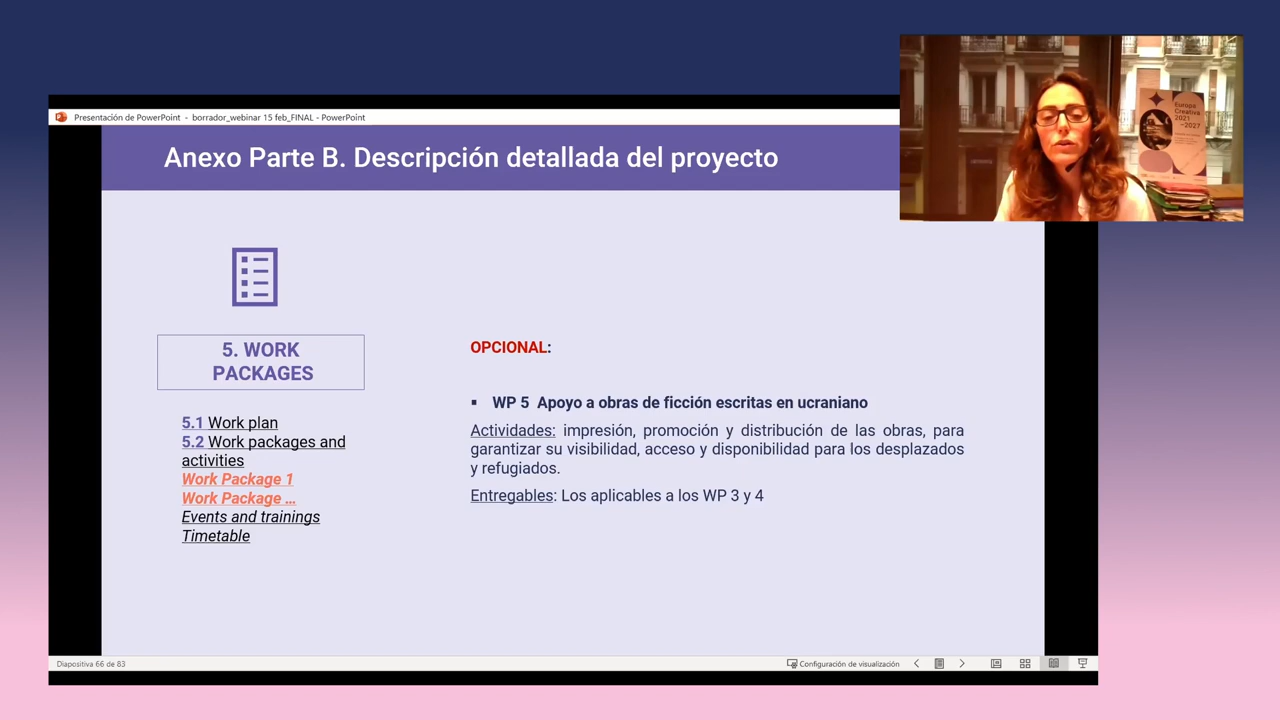 Presentación de PowerPoint - borrador_webinar 15 feb_FINAL - PowerPoint
Anexo Parte B. Descripción detallada del proyecto
Europa
Creativa
2021
-2027
5. WORK
PACKAGES
5.1 Work plan
5.2 Work packages and
activities
Work Package 1
Work Package ...
Events and trainings
Timetable
OPCIONAL:
▪ WP 5 Apoyo a obras de ficción escritas en ucraniano
Actividades: impresión, promoción y distribución de las obras, para
garantizar su visibilidad, acceso y disponibilidad para los desplazados
y refugiados.
Entregables: Los aplicables a los WP 3 y 4
Diapositiva 66 de 83
Configuración de visualización